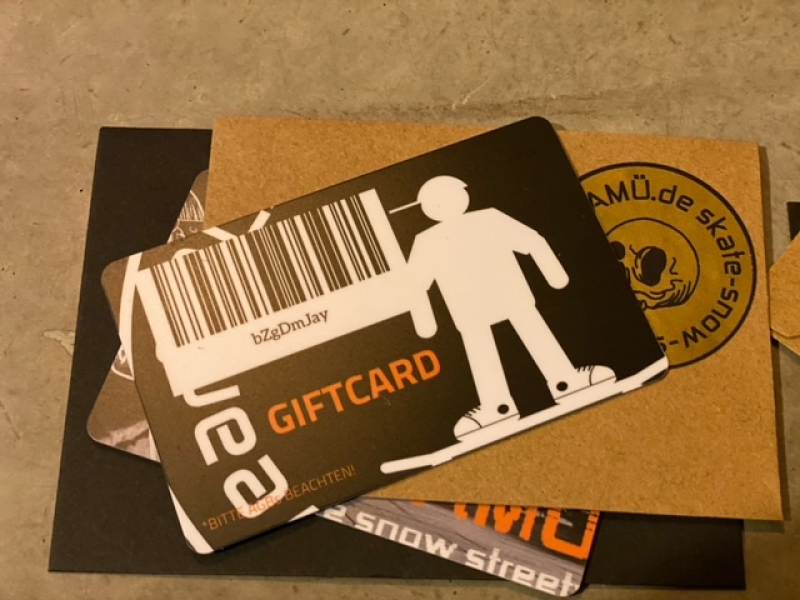 AMÜ.de skate-snow-s
bZgDmJay
GIFTCARD
*BITTE AGBs BEACHTEN!
snow street